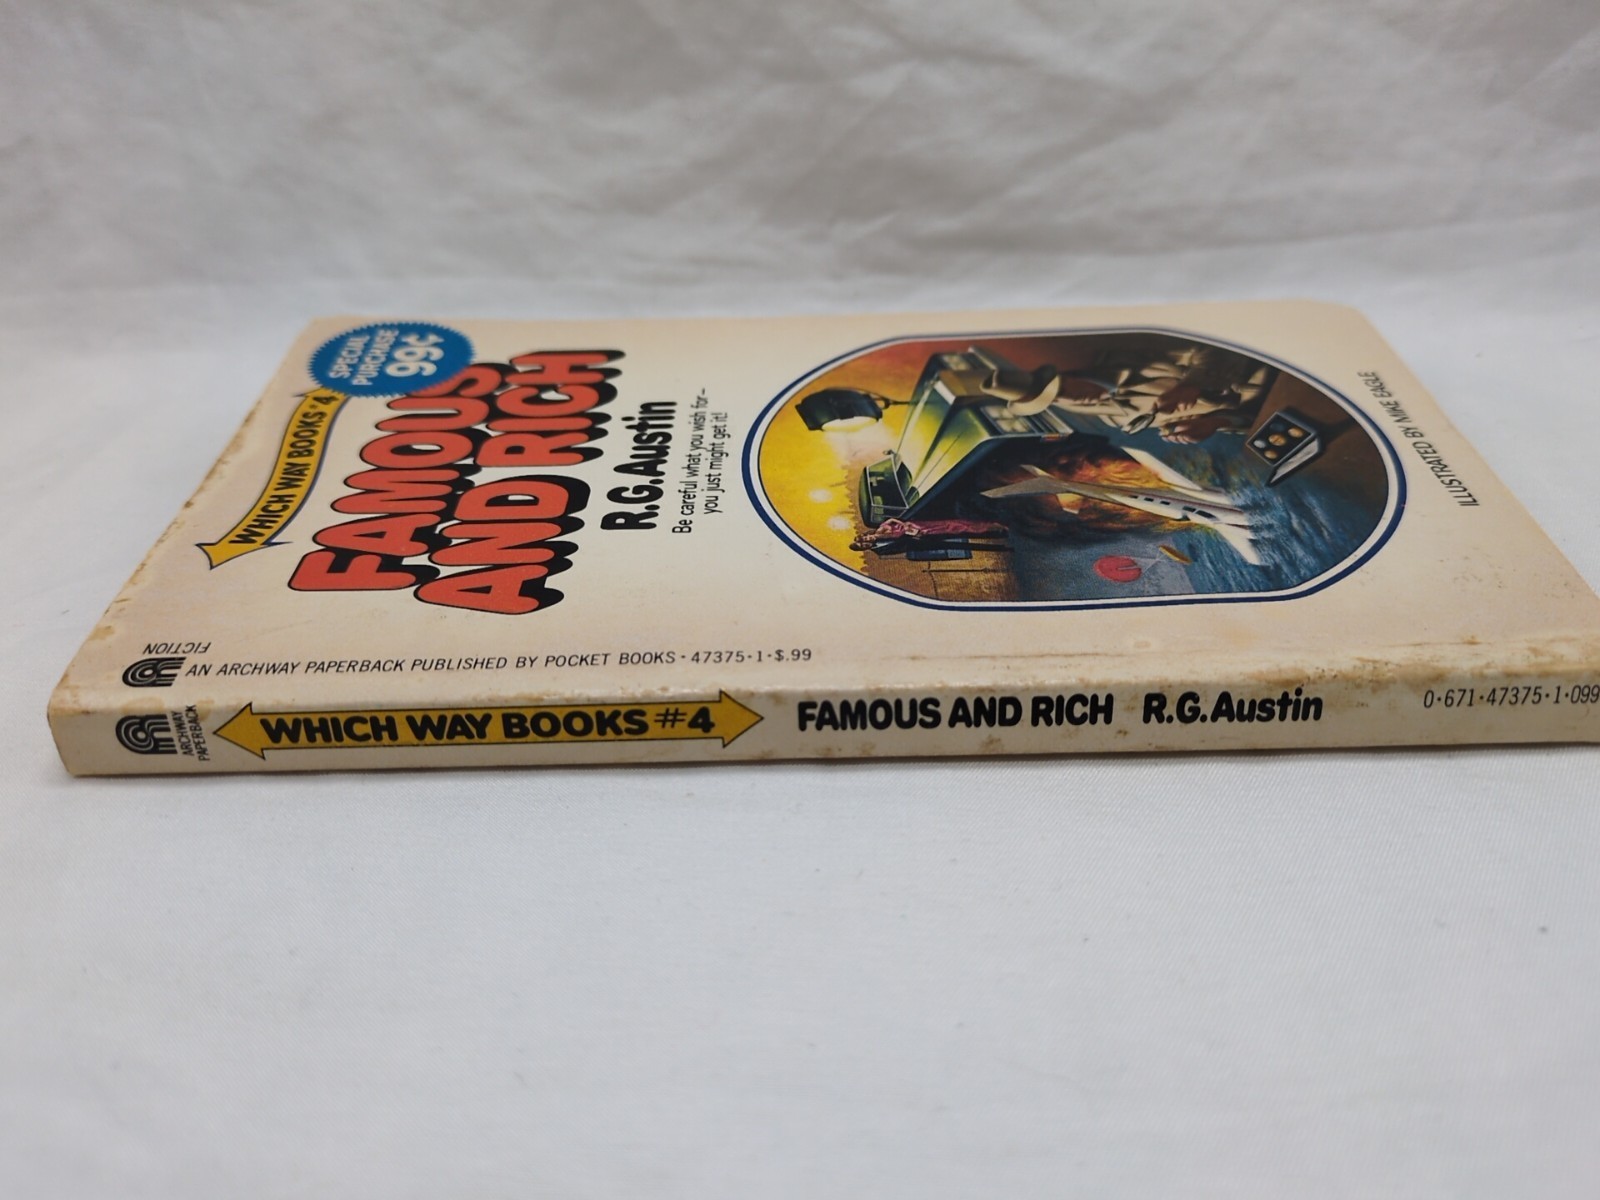 WHICH WAY BOOKS #4
SPECIAL
PURCHASE
99¢
FAMOUS
AND RICH
R.G.Austin
Be careful what you wish for–
you just might get it!
ILLUSTRATED BY MIKE EAGLE
FICTION
AN ARCHWAY PAPERBACK PUBLISHED BY POCKET BOOKS · 47375·1·$.99
ARCHWAY
PAPERBACK
WHICH WAY BOOKS #4
FAMOUS AND RICH R.G.Austin
0·671·47375·1·099